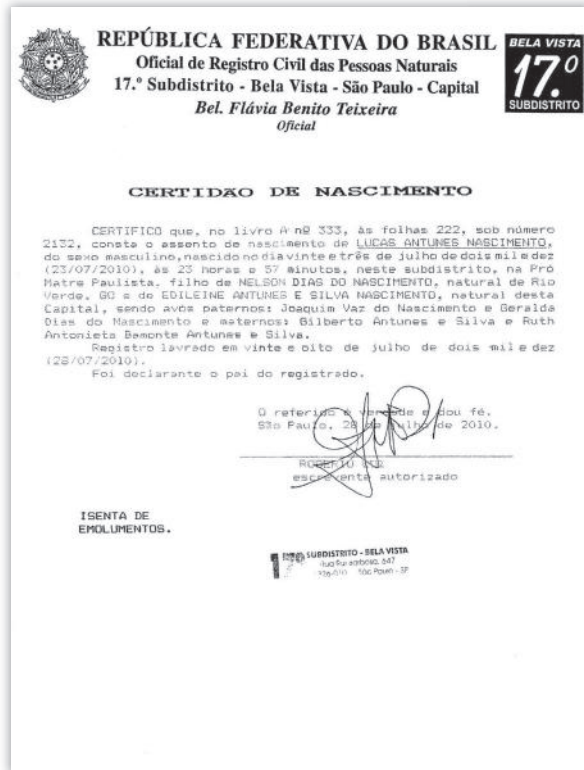 REPÚBLICA FEDERATIVA DO BRASIL
Oficial de Registro Civil das Pessoas Naturais
17.º Subdistrito - Bela Vista - São Paulo - Capital
Bel. Flávia Benito Teixeira
Oficial
BELA VISTA
17.º
SUBDISTRITO
CERTIDÃO DE NASCIMENTO
CERTIFICO que, no livro A nº 333, às folhas 222, sob número
2132, consta o assento de nascimento de LUCAS ANTUNES NASCIMENTO,
do sexo masculino, nascido no dia vinte e três de julho de dois mil e dez
(23/07/2010), às 23 horas e 57 minutos, neste subdistrito, na Pró
Matre Paulista, filho de NELSON DIAS DO NASCIMENTO, natural de Rio
Verde, GO e de EDILEINE ANTUNES E SILVA NASCIMENTO, natural desta
Capital, sendo avós paternos: Joaquim Vaz do Nascimento e Geralda
Dias do Nascimento e maternos: Gilberto Antunes e Silva e Ruth
Antonieta Bamonte Antunes e Silva.
Registro lavrado em vinte e oito de julho de dois mil e dez
(28/07/2010).
Foi declarante o pai do registrado.
O referido é verdade e dou fé.
São Paulo, 28 de julho de 2010.
ROBERTO
escrevente autorizado
ISENTA DE
EMOLUMENTOS.
17º SUBDISTRITO - BELA VISTA
Rua Rui Barbosa, 647
São Paulo - SP